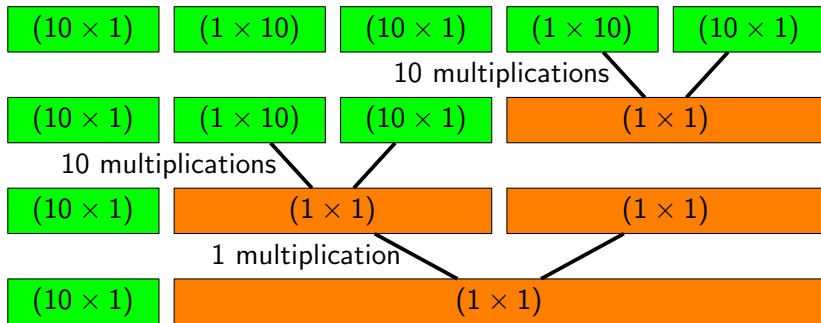 (10 × 1) (1 × 10) (10 × 1) (1 × 10) (10 × 1)
10 multiplications
(10 × 1) (1 × 10) (10 × 1) (1 × 1)
10 multiplications
(10 × 1) (1 × 1) (1 × 1)
1 multiplication
(10 × 1) (1 × 1)